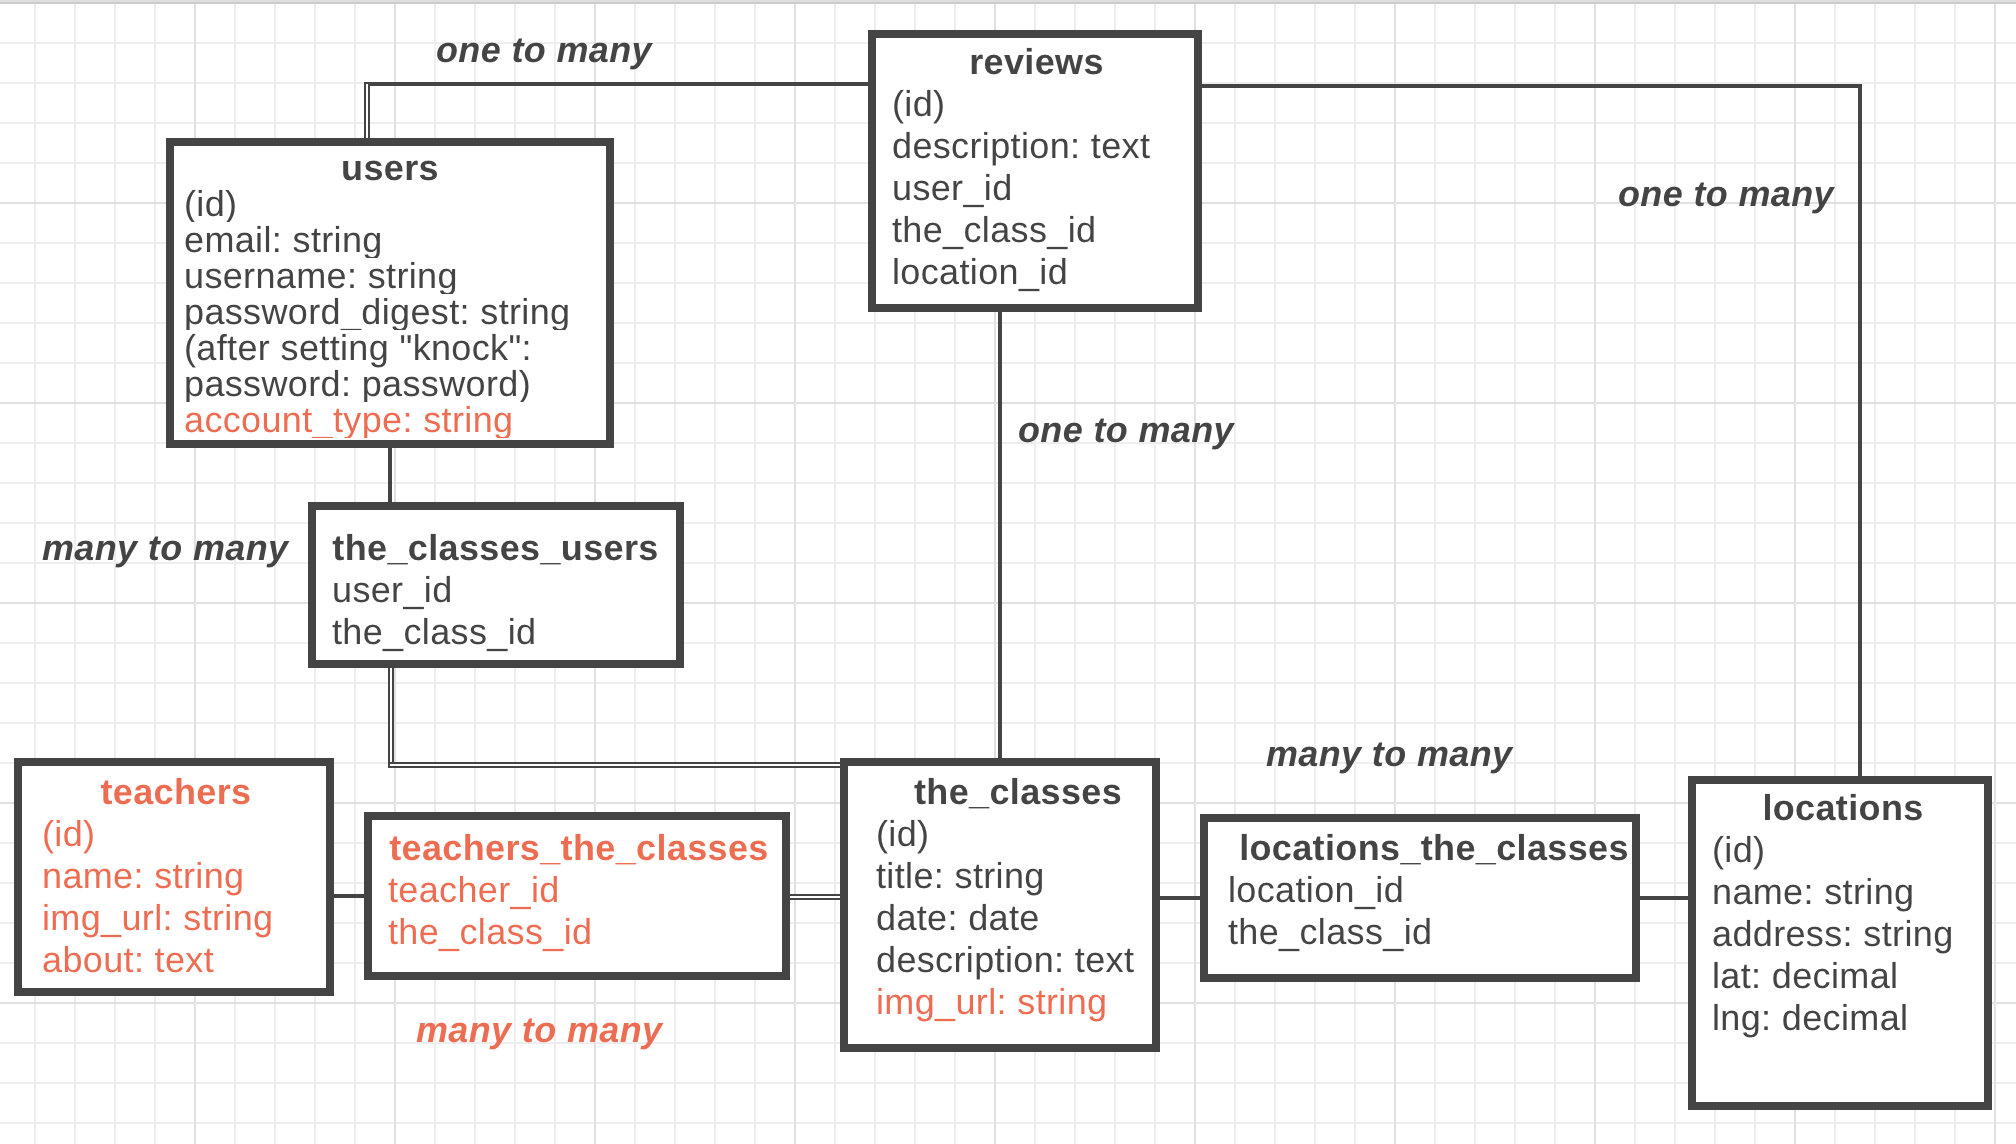 one to many
reviews
(id)
description: text
user_id
the_class_id
location_id
one to many
users
(id)
email: string
username: string
password_digest: string
(after setting "knock":
password: password)
account_type: string
one to many
many to many
the_classes_users
user_id
the_class_id
teachers
(id)
name: string
img_url: string
about: text
teachers_the_classes
teacher_id
the_class_id
many to many
the_classes
(id)
title: string
date: date
description: text
img_url: string
many to many
locations_the_classes
location_id
the_class_id
locations
(id)
name: string
address: string
lat: decimal
lng: decimal